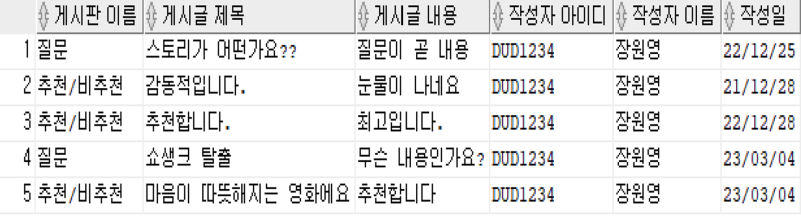 게시판 이름 게시글 제목 게시글 내용 작성자 아이디 작성자 이름 작성일
1 질문 스토리가 어떤가요?? 질문이 곧 내용 DUD1234 장원영 22/12/25
2 추천/비추천 감동적입니다. 눈물이 나네요 DUD1234 장원영 21/12/28
3 추천/비추천 추천합니다. 최고입니다. DUD1234 장원영 22/12/28
4 질문 쇼생크 탈출 무슨 내용인가요? DUD1234 장원영 23/03/04
5 추천/비추천 마음이 따뜻해지는 영화에요 추천합니다 DUD1234 장원영 23/03/04